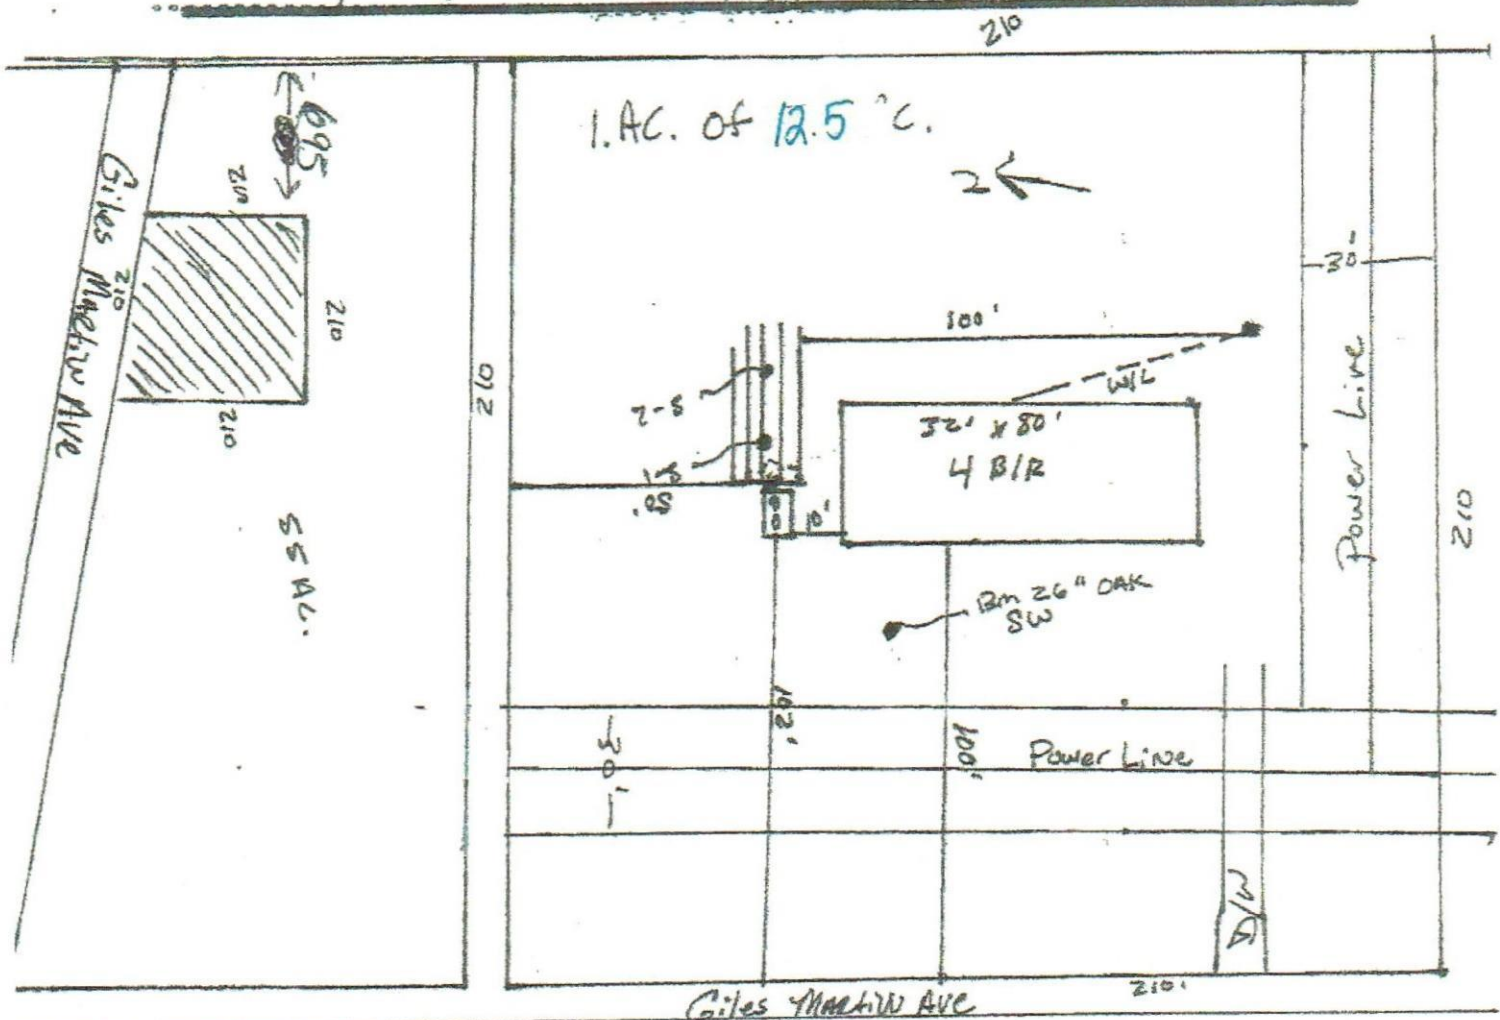 210
1.AC. of 12.5 ac.
N
695
210
210
210
210
Giles Martin Ave
210
30'
Power Line
210
100'
W/L
32' x 80'
4 B/R
S-2
S-1
50'
10'
Bm 26" OAK
SW
102'
100'
Power Line
30'
D/W
210'
Giles Martin Ave